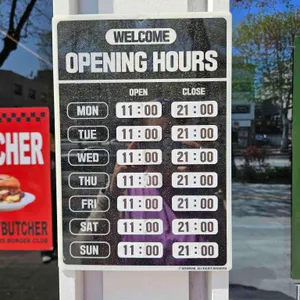 WELCOME
OPENING HOURS
OPEN CLOSE
MON 11:00 21:00
TUE 11:00 21:00
WED 11:00 21:00
THU 11:00 21:00
FRI 11:00 21:00
SAT 11:00 21:00
SUN 11:00 21:00
CHER
BUTCHER
BURGER CLUB